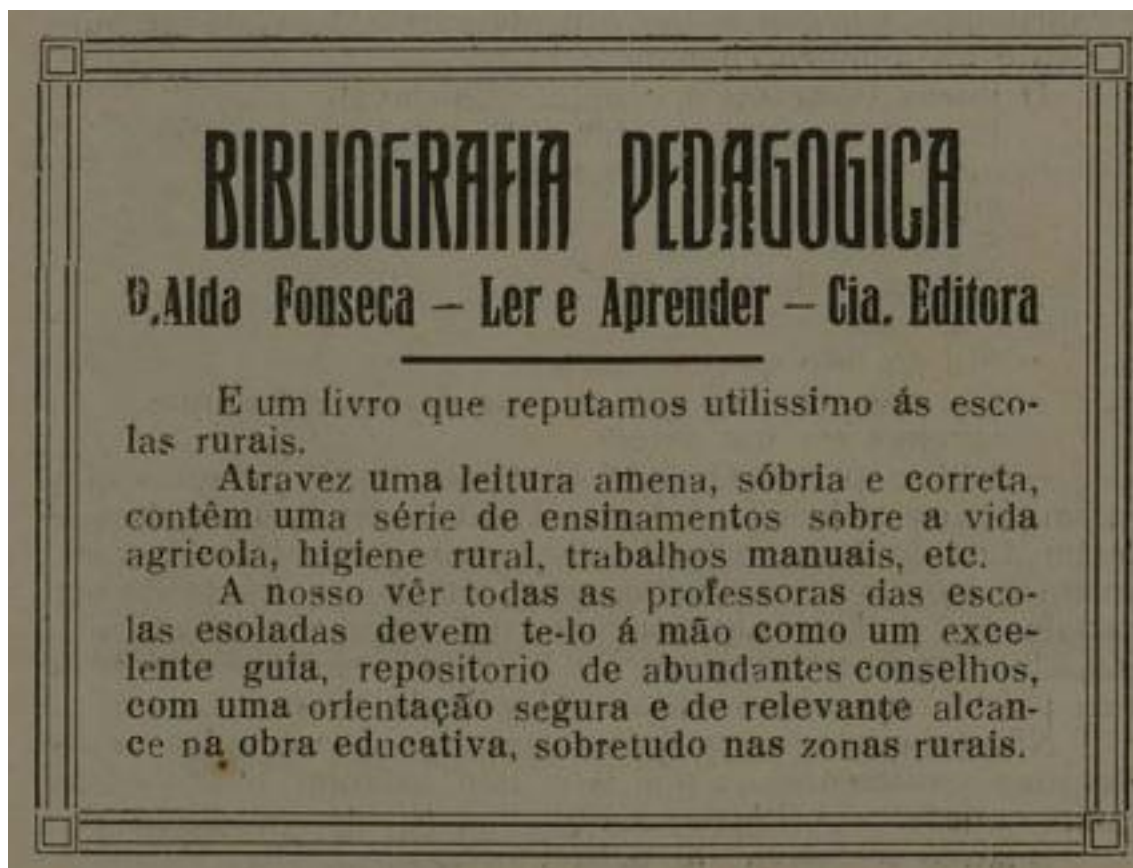 BIBLIOGRAFIA PEDAGOGICA
D. Alda Fonseca — Ler e Aprender — Cia. Editora
E um livro que reputamos utilissimo ás esco-
las rurais.
Atravez uma leitura amena, sóbria e correta,
contêm uma série de ensinamentos sobre a vida
agricola, higiene rural, trabalhos manuais, etc.
A nosso vêr todas as professoras das esco-
las esoladas devem te-lo á mão como um exce-
lente guia, repositorio de abundantes conselhos,
com uma orientação segura e de relevante alcan-
ce na obra educativa, sobretudo nas zonas rurais.